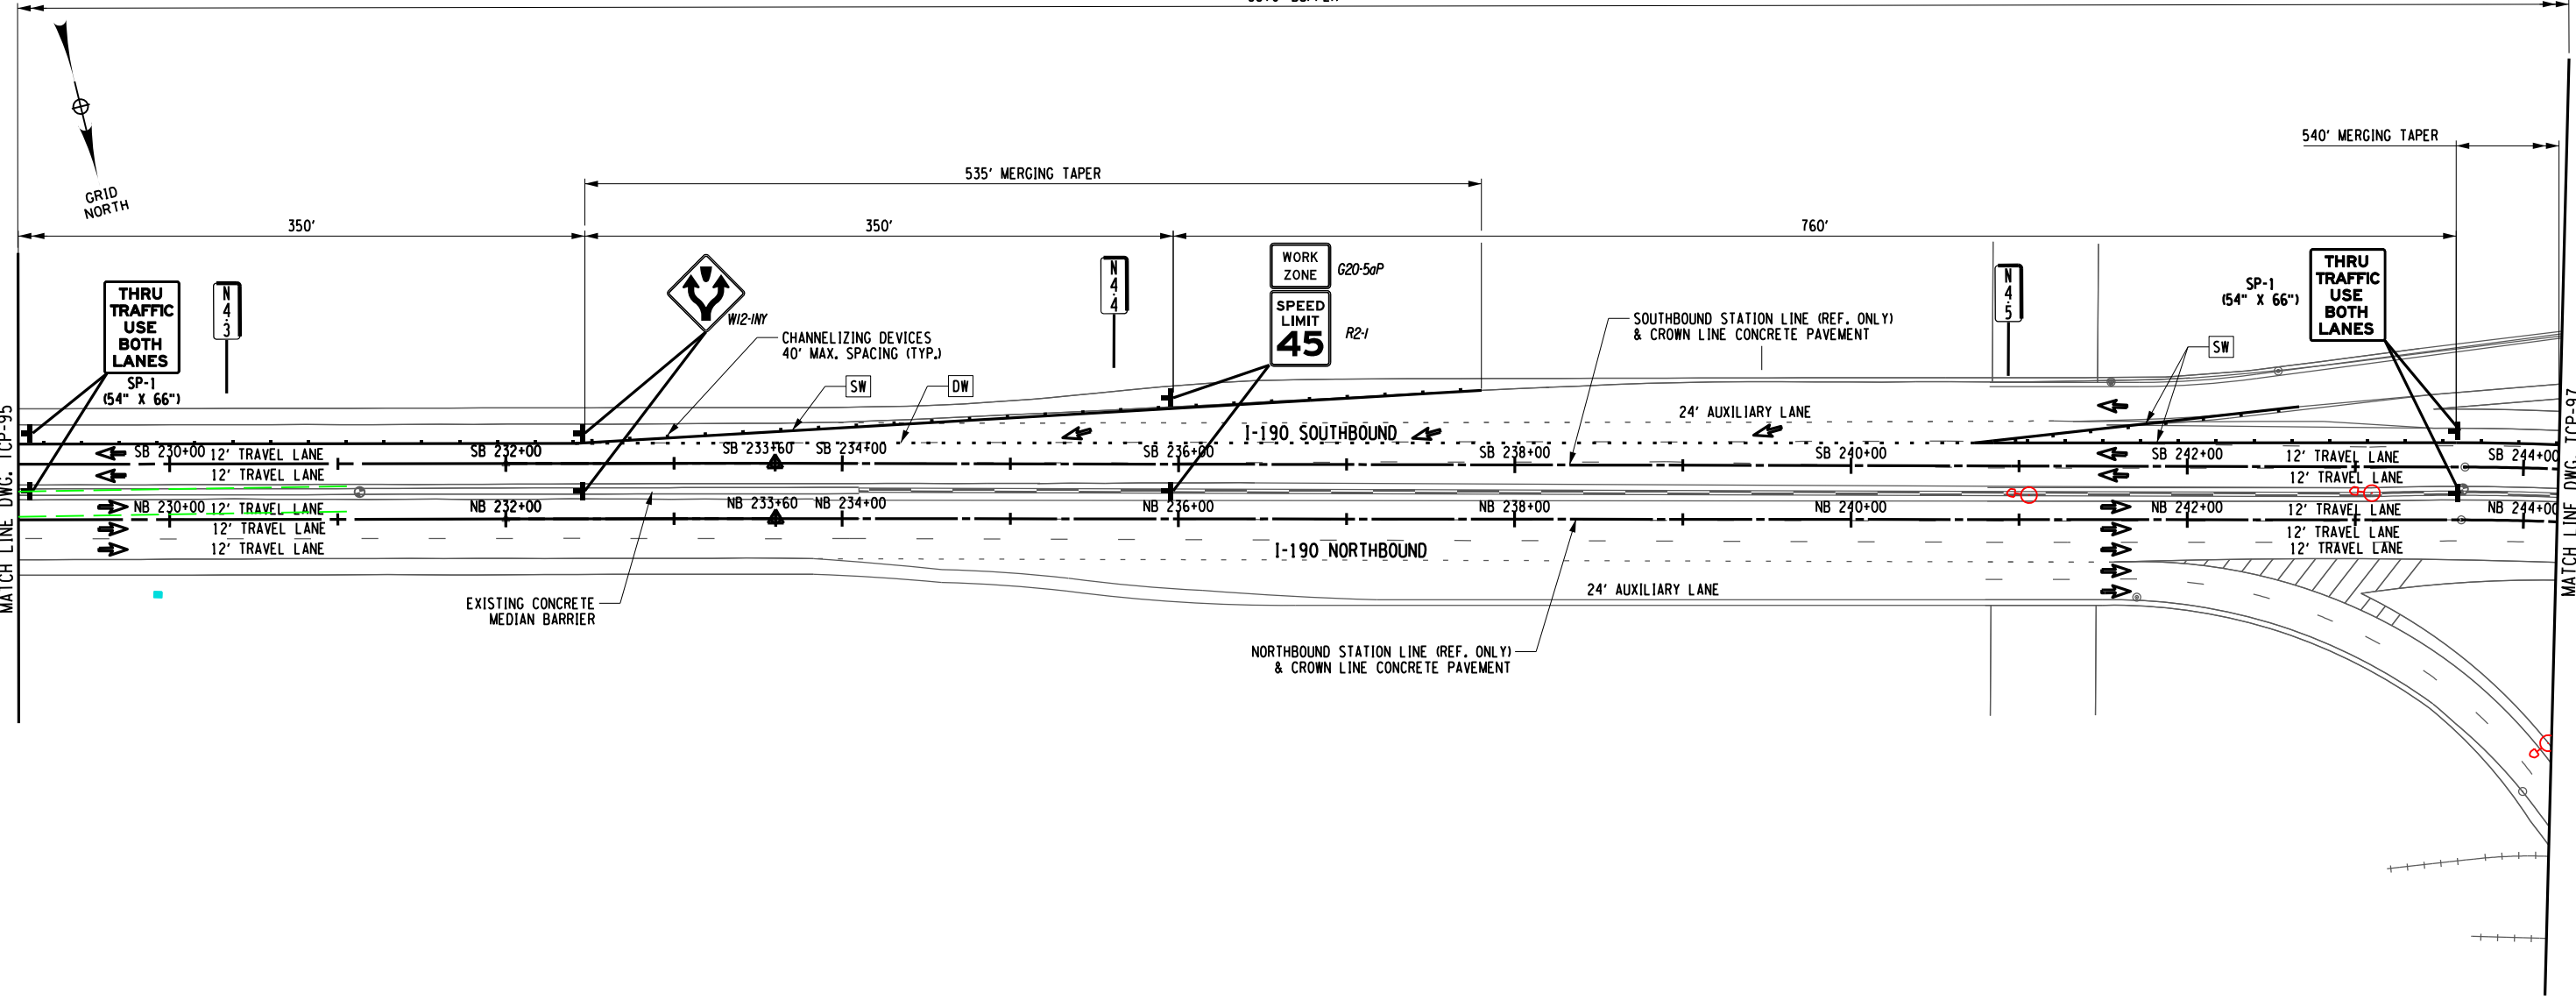 540' MERGING TAPER
535' MERGING TAPER
GRID
NORTH
350'
350'
760'
THRU
TRAFFIC
USE
BOTH
LANES
SP-1
(54" X 66")
N
4
3
W12-1NY
CHANNELIZING DEVICES
40' MAX. SPACING (TYP.)
SW
DW
N
4
4
WORK
ZONE
G20-5aP
SPEED
LIMIT
45
R2-1
SOUTHBOUND STATION LINE (REF. ONLY)
& CROWN LINE CONCRETE PAVEMENT
N
4
5
SP-1
(54" X 66")
THRU
TRAFFIC
USE
BOTH
LANES
SW
24' AUXILIARY LANE
I-190 SOUTHBOUND
SB 230+00
12' TRAVEL LANE
SB 232+00
SB 233+60
SB 234+00
SB 236+00
SB 238+00
SB 240+00
SB 242+00
12' TRAVEL LANE
SB 244+00
12' TRAVEL LANE
12' TRAVEL LANE
NB 230+00
12' TRAVEL LANE
NB 232+00
NB 233+60
NB 234+00
NB 236+00
NB 238+00
NB 240+00
NB 242+00
12' TRAVEL LANE
NB 244+00
12' TRAVEL LANE
12' TRAVEL LANE
12' TRAVEL LANE
12' TRAVEL LANE
I-190 NORTHBOUND
24' AUXILIARY LANE
EXISTING CONCRETE
MEDIAN BARRIER
NORTHBOUND STATION LINE (REF. ONLY)
& CROWN LINE CONCRETE PAVEMENT
MATCH LINE DWG. TCP-95
MATCH LINE DWG. TCP-97